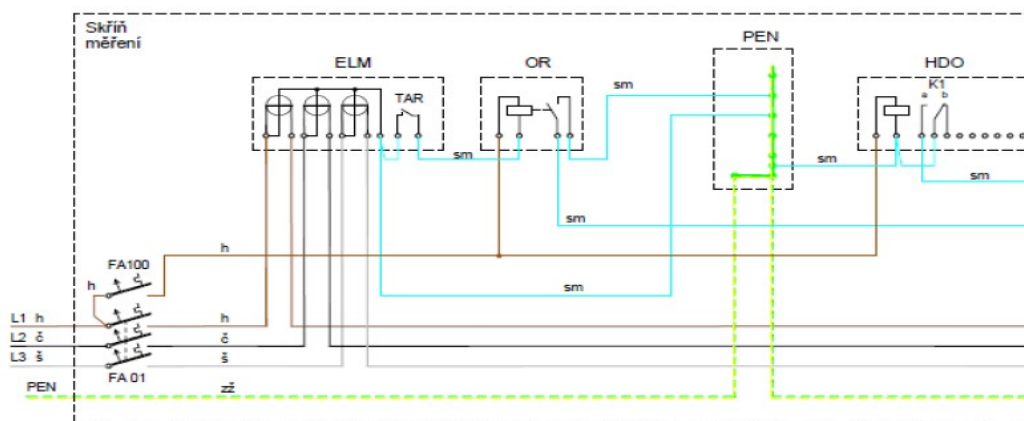 Skříň
měření
PEN
ELM
OR
HDO
K1
a b
TAR
sm
sm
sm
sm
sm
sm
h
FA100
h
L1 h
h
L2 č
č
L3 š
š
FA 01
PEN
zž